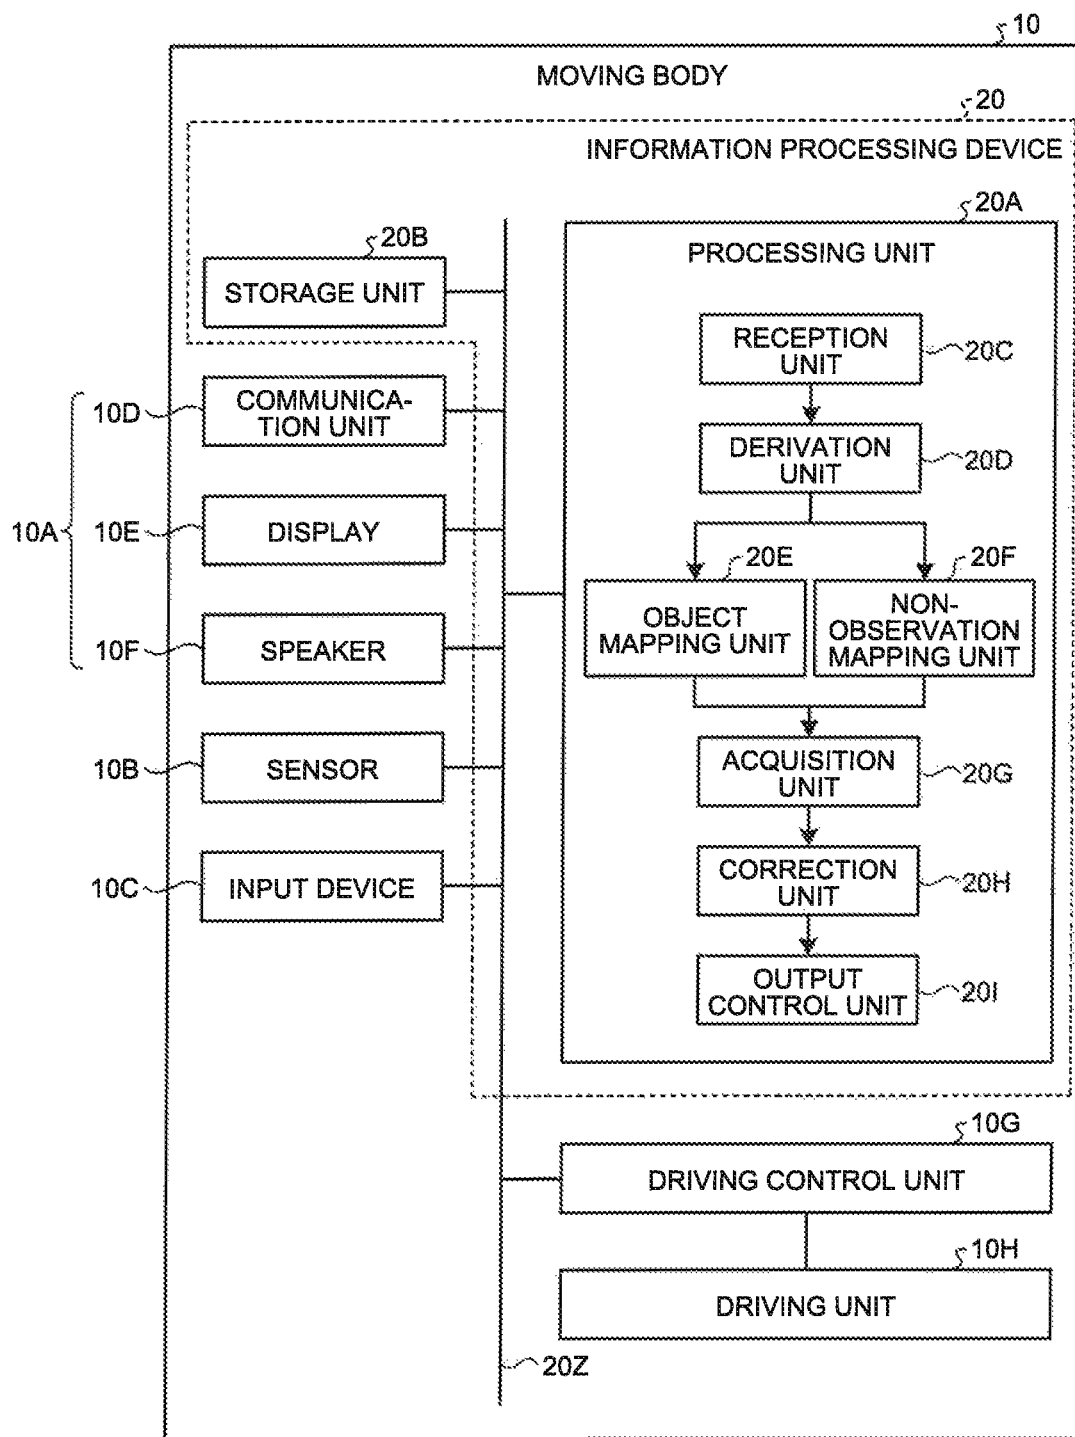 10
MOVING BODY
20
INFORMATION PROCESSING DEVICE
20A
PROCESSING UNIT
20B
STORAGE UNIT
RECEPTION
UNIT
20C
10D
COMMUNICA-
TION UNIT
DERIVATION
UNIT
20D
10A
10E
DISPLAY
20E
20F
OBJECT
MAPPING UNIT
NON-
OBSERVATION
MAPPING UNIT
10F
SPEAKER
10B
SENSOR
ACQUISITION
UNIT
20G
10C
INPUT DEVICE
CORRECTION
UNIT
20H
OUTPUT
CONTROL UNIT
20I
10G
DRIVING CONTROL UNIT
10H
DRIVING UNIT
20Z